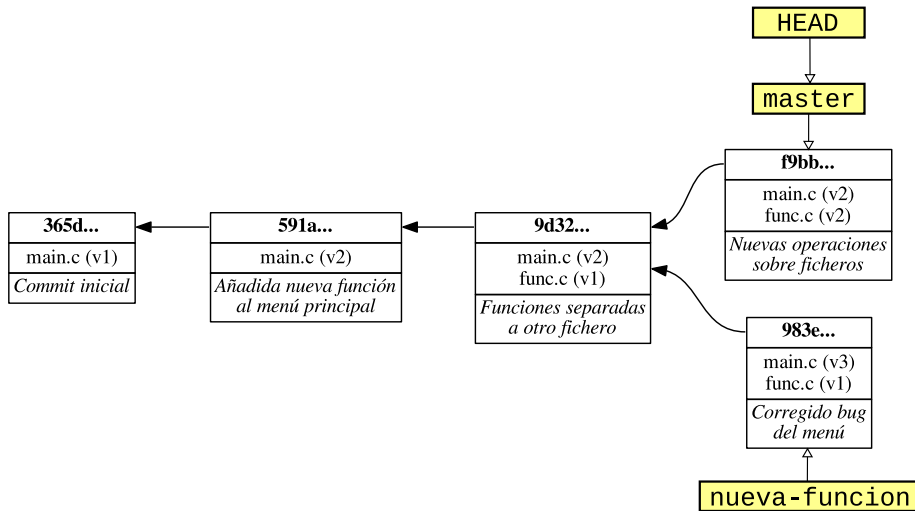 HEAD
master
f9bb...
main.c (v2)
func.c (v2)
Nuevas operaciones
sobre ficheros
365d...
main.c (v1)
Commit inicial
591a...
main.c (v2)
Añadida nueva función
al menú principal
9d32...
main.c (v2)
func.c (v1)
Funciones separadas
a otro fichero
983e...
main.c (v3)
func.c (v1)
Corregido bug
del menú
nueva-funcion